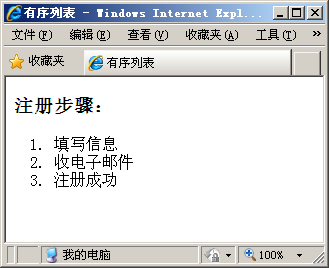 有序列表 - Windows Internet Expl...
文件(F) 编辑(E) 查看(V) 收藏夹(A) 工具(T) »
收藏夹 有序列表
注册步骤：
1. 填写信息
2. 收电子邮件
3. 注册成功
我的电脑 100%